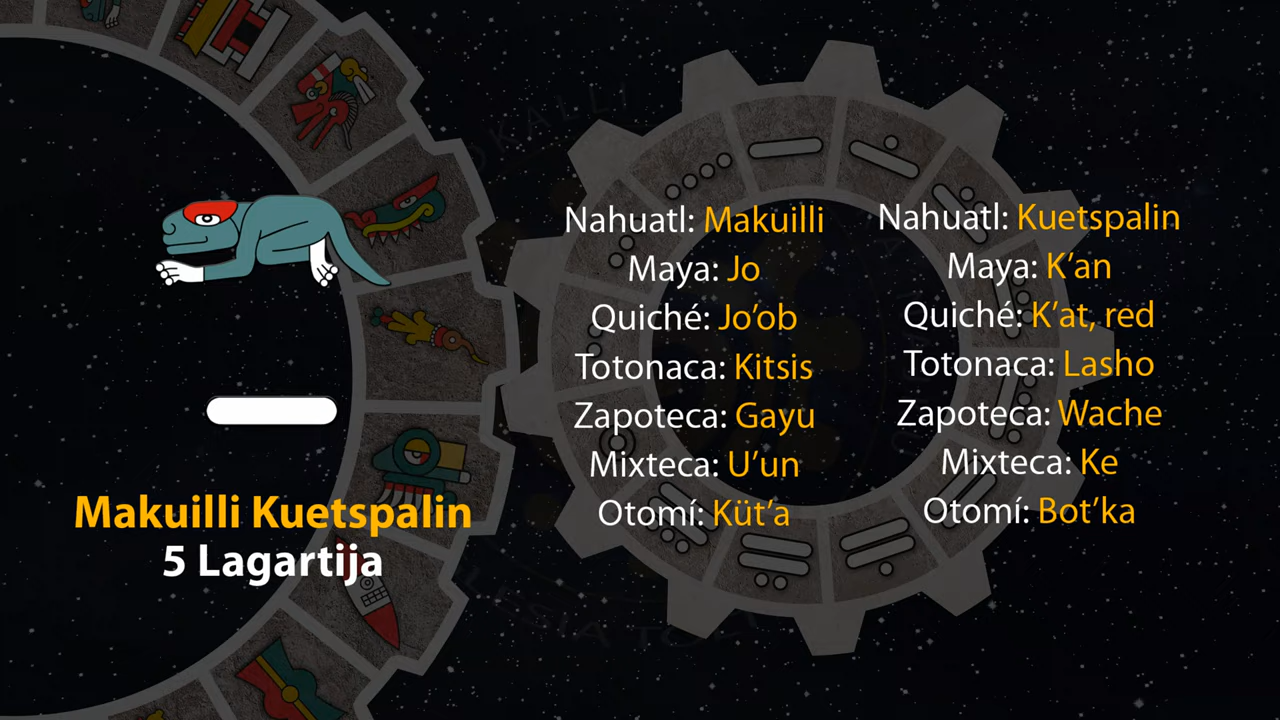 Nahuatl: Makuilli
Maya: Jo
Quiché: Jo’ob
Totonaca: Kitsis
Zapoteca: Gayu
Mixteca: U’un
Otomí: Küt’a
Nahuatl: Kuetspalin
Maya: K’an
Quiché: K’at, red
Totonaca: Lasho
Zapoteca: Wache
Mixteca: Ke
Otomí: Bot’ka
Makuilli Kuetspalin
5 Lagartija